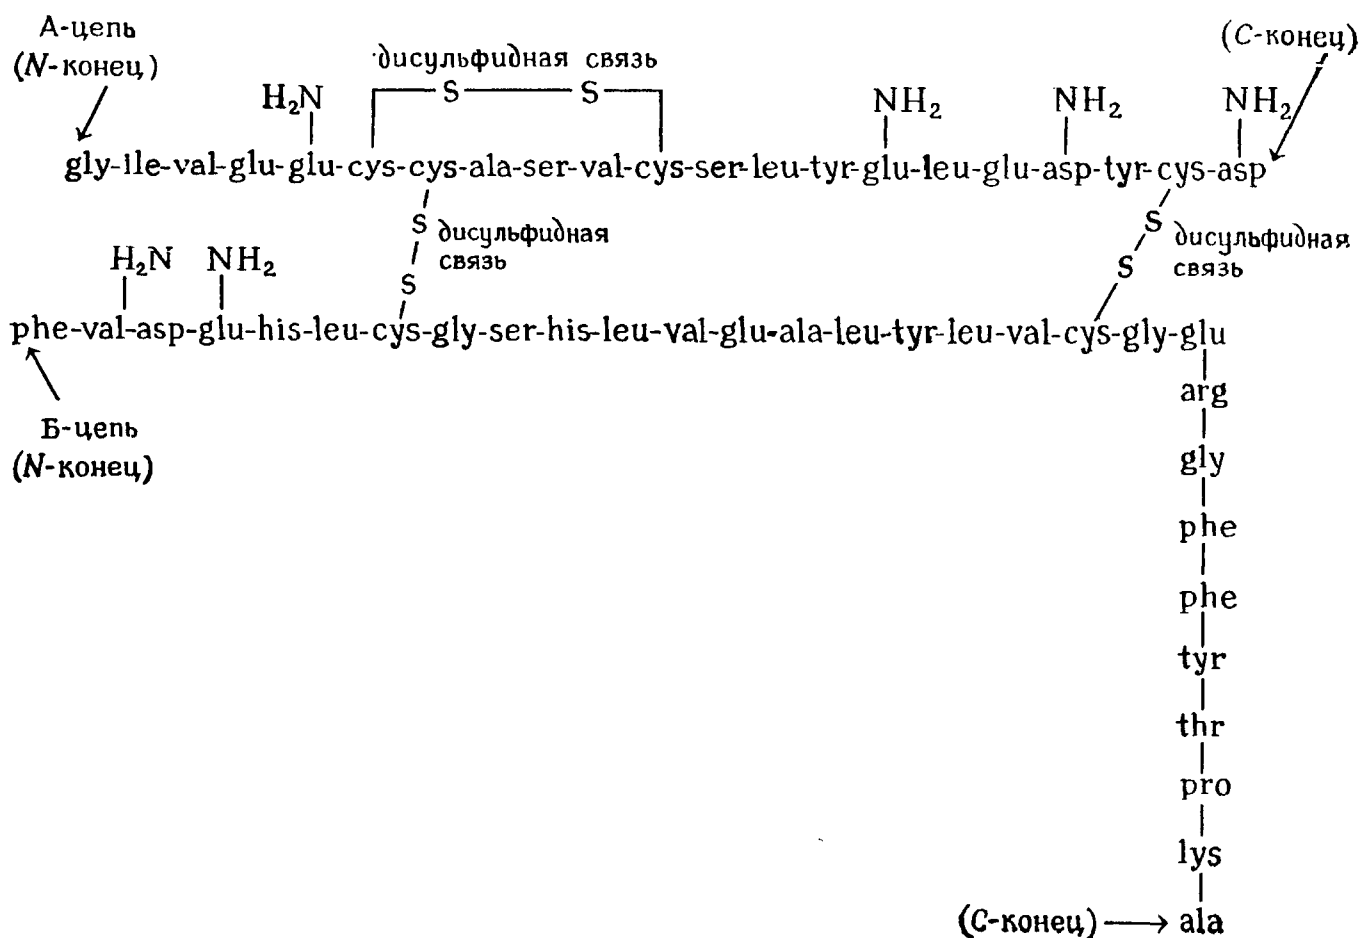 А-цепь
(N-конец)
дисульфидная связь
(C-конец)
H₂N
S S
NH₂ NH₂ NH₂
gly-ile-val-glu-glu-cys-cys-ala-ser-val-cys-ser-leu-tyr-glu-leu-glu-asp-tyr-cys-asp
S
S
дисульфидная
связь
S
S
дисульфидная
связь
H₂N NH₂
phe-val-asp-glu-his-leu-cys-gly-ser-his-leu-val-glu-ala-leu-tyr-leu-val-cys-gly-glu
Б-цепь
(N-конец)
arg
gly
phe
phe
tyr
thr
pro
lys
(C-конец) ala